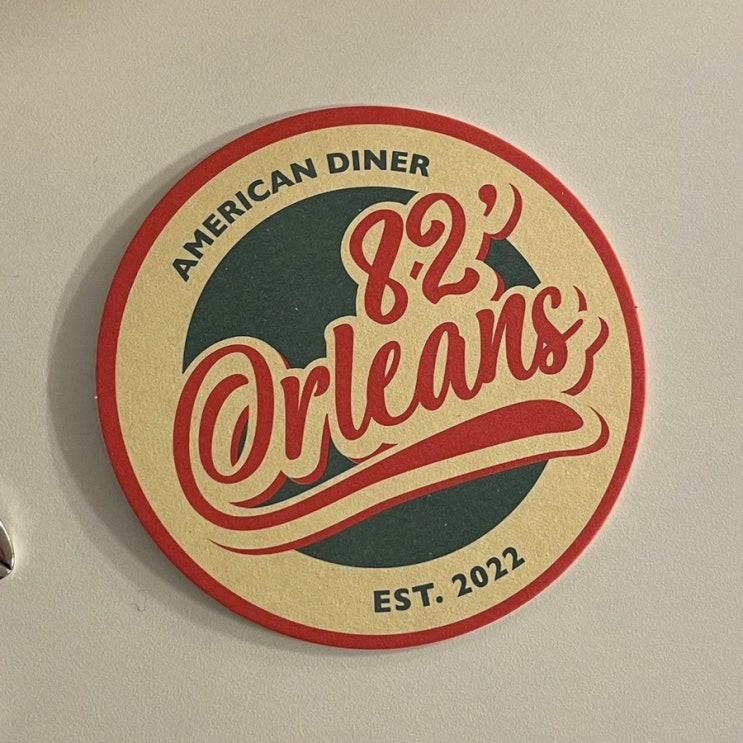 AMERICAN DINER
82'
Orleans
EST. 2022